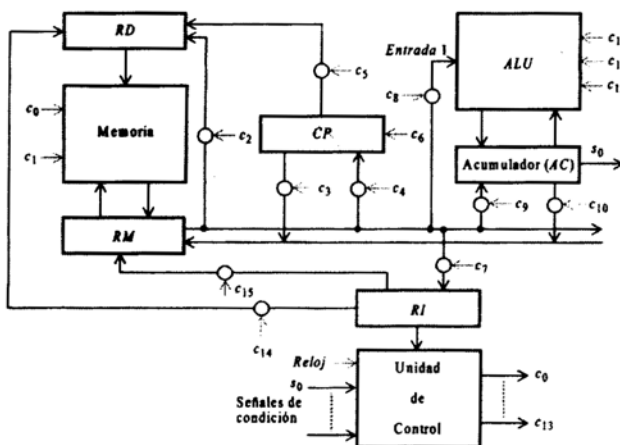 RD
c₅
Entrada 1
ALU
c₁
c₁
c₁
c₈
c₀
Memoria
c₁
c₂
CP
c₆
c₃
c₄
Acumulador (AC)
s₀
c₉
c₁₀
RM
c₇
c₁₅
RI
c₁₄
Reloj
s₀
Señales de
condición
Unidad
de
Control
c₀
c₁₃